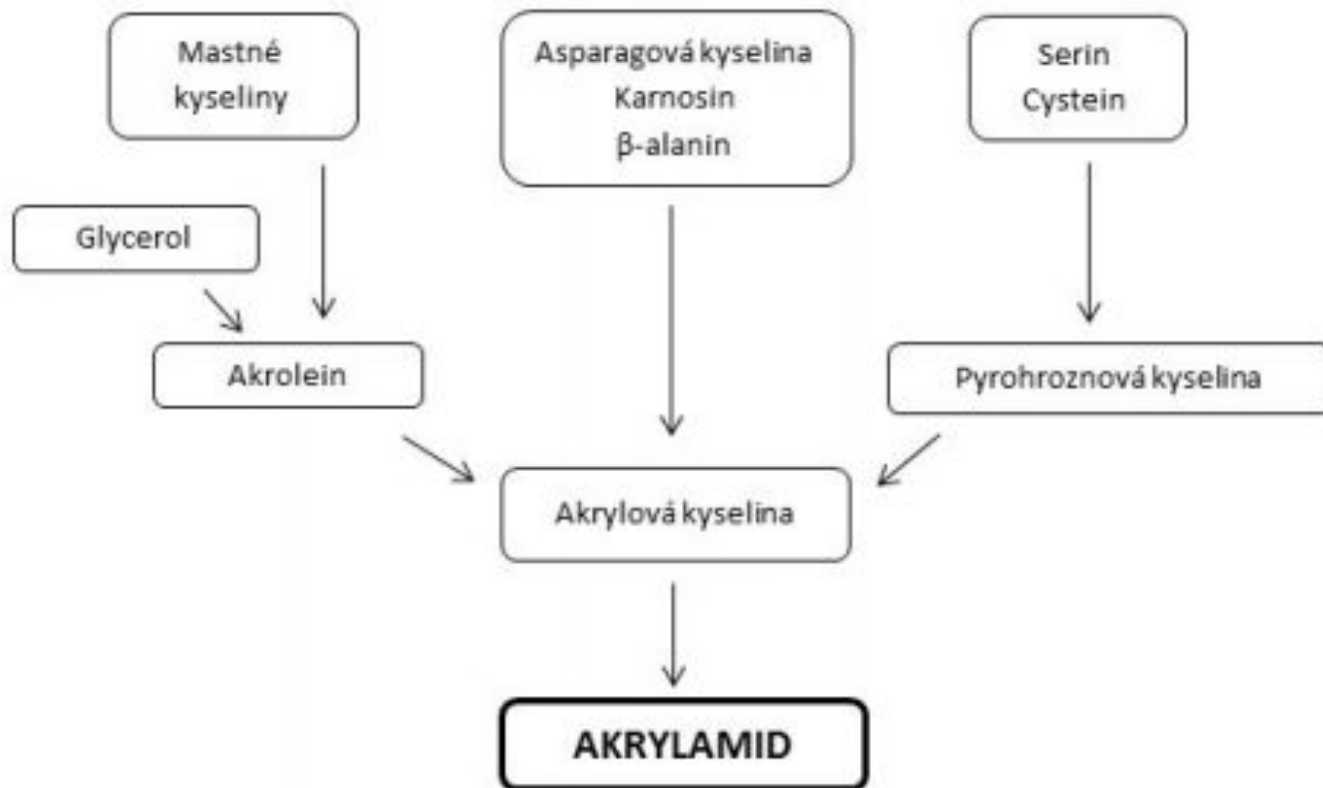 Mastné
kyseliny
Asparagová kyselina
Karnosin
β-alanin
Serin
Cystein
Glycerol
Akrolein
Pyrohroznová kyselina
Akrylová kyselina
AKRYLAMID